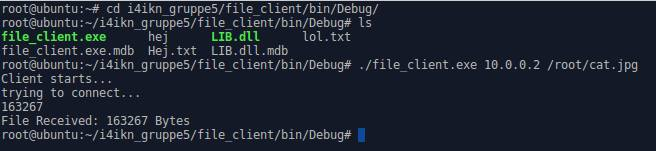 root@ubuntu:~# cd i4ikn_gruppe5/file_client/bin/Debug/
root@ubuntu:~/i4ikn_gruppe5/file_client/bin/Debug# ls
file_client.exe      hej      LIB.dll      lol.txt
file_client.exe.mdb  Hej.txt  LIB.dll.mdb
root@ubuntu:~/i4ikn_gruppe5/file_client/bin/Debug# ./file_client.exe 10.0.0.2 /root/cat.jpg
Client starts...
trying to connect...
163267
File Received: 163267 Bytes
root@ubuntu:~/i4ikn_gruppe5/file_client/bin/Debug#